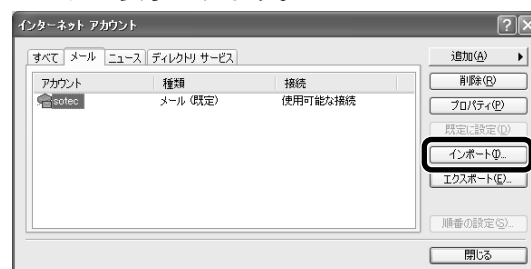 インターネット アカウント
すべて メール ニュース ディレクトリ サービス
アカウント 種類 接続
sotec メール (既定) 使用可能な接続
追加(A)
削除(R)
プロパティ(P)
既定に設定(D)
インポート(I)...
エクスポート(E)...
順番の設定(S)...
閉じる